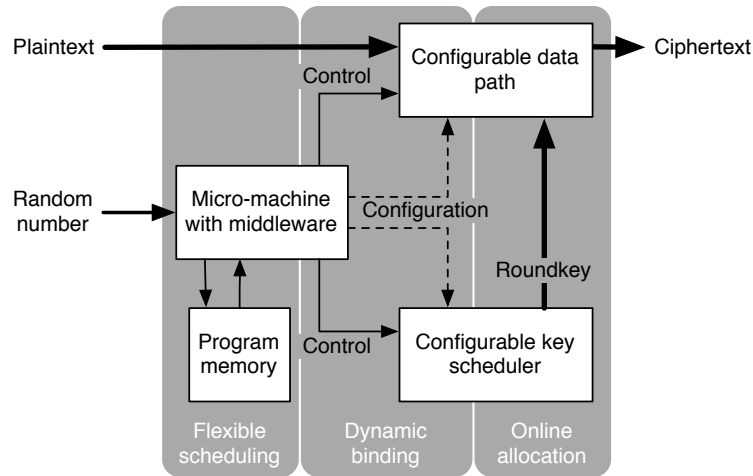 Plaintext
Configurable data
path
Ciphertext
Control
Random
number
Micro-machine
with middleware
Configuration
Roundkey
Program
memory
Control
Configurable key
scheduler
Flexible
scheduling
Dynamic
binding
Online
allocation